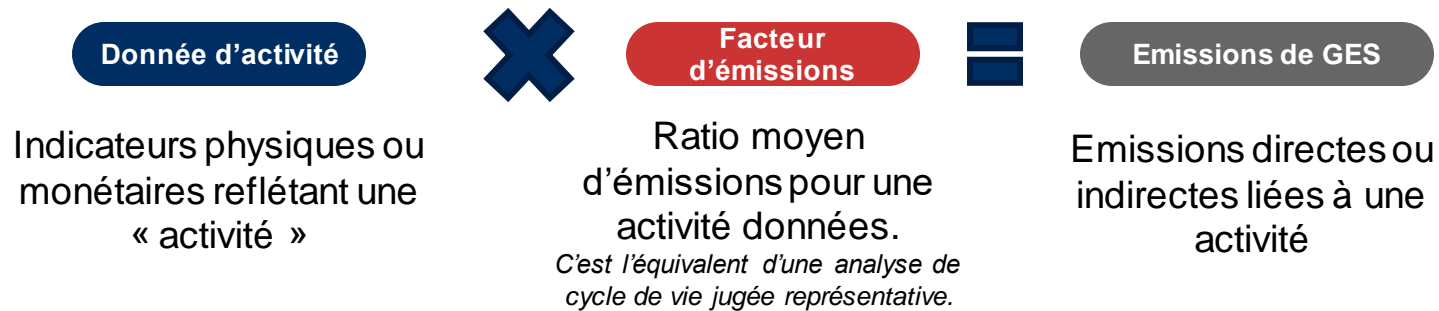 Donnée d’activité
Facteur
d’émissions
Emissions de GES
Indicateurs physiques ou
monétaires reflétant une
« activité »
Ratio moyen
d’émissions pour une
activité données.
C’est l’équivalent d’une analyse de
cycle de vie jugée représentative.
Emissions directes ou
indirectes liées à une
activité